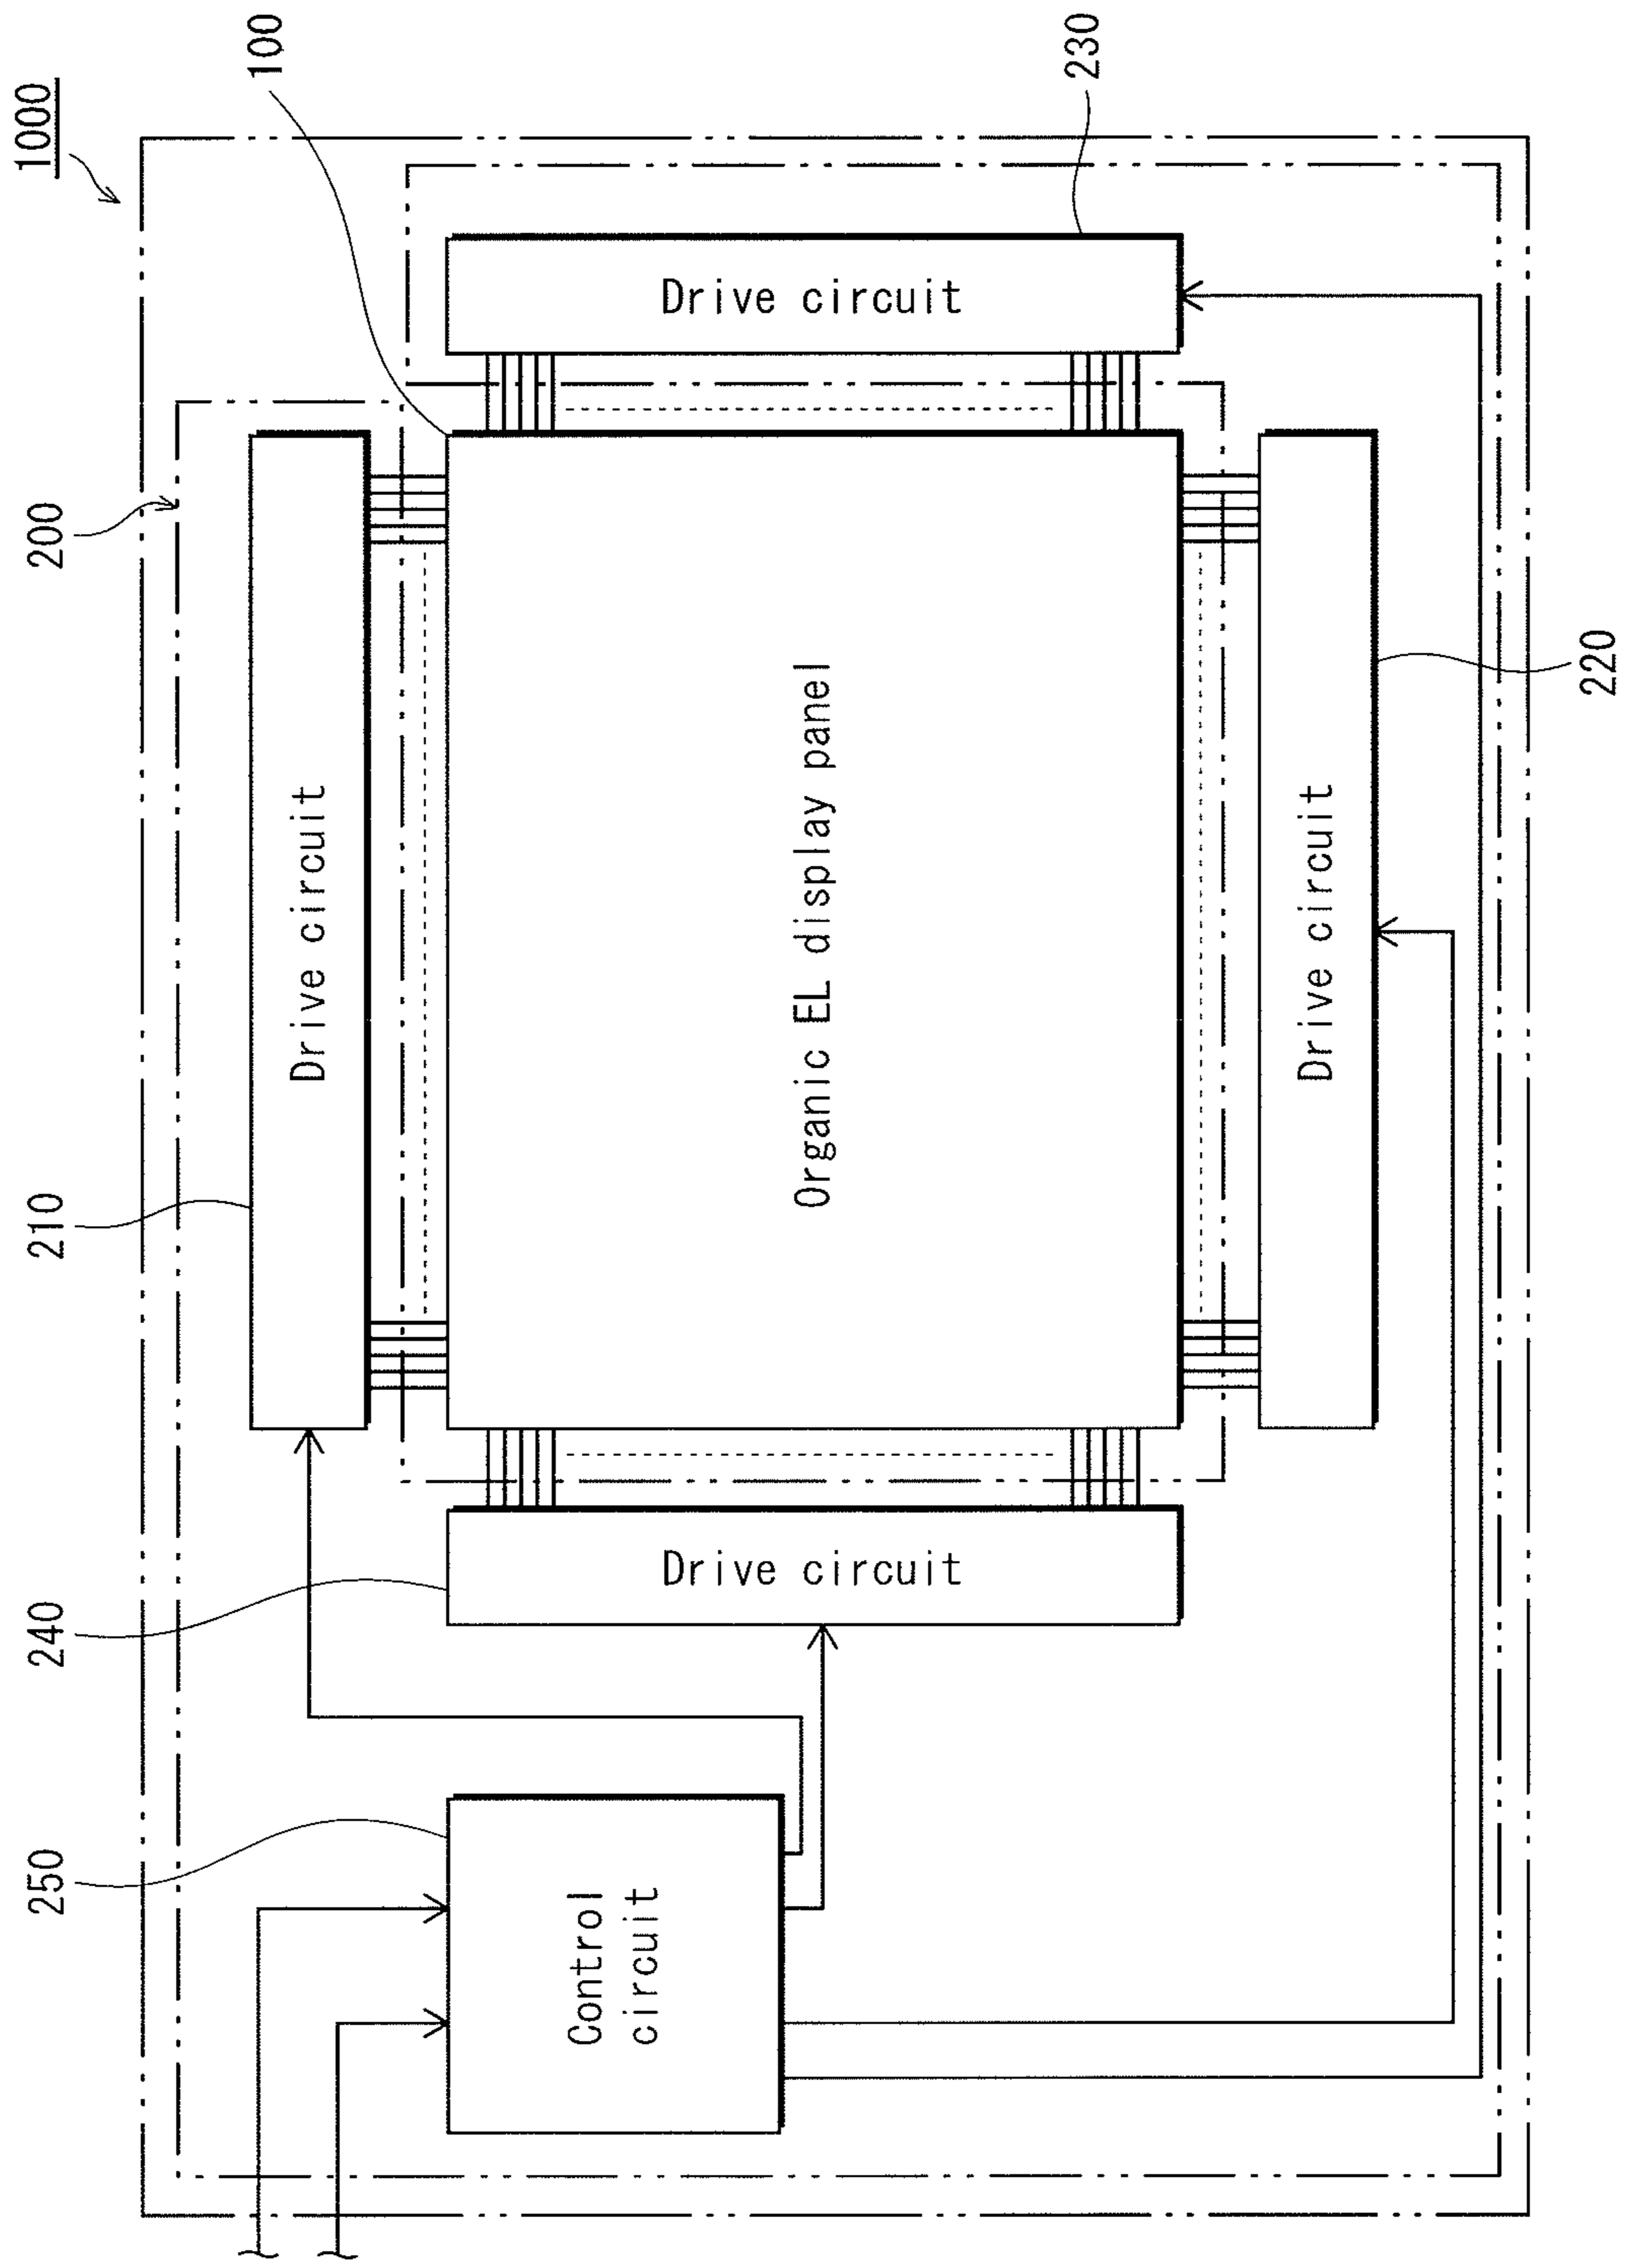 1000
250
240
210
200
100
Drive circuit
Control
circuit
Drive circuit
Organic EL display panel
Drive circuit
230
Drive circuit
220